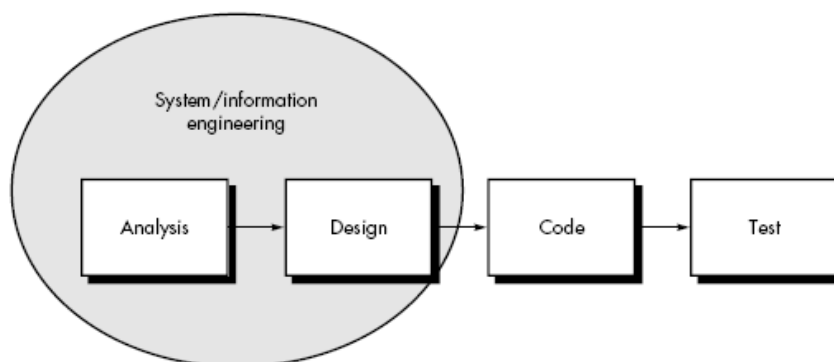 System/information
engineering
Analysis
Design
Code
Test